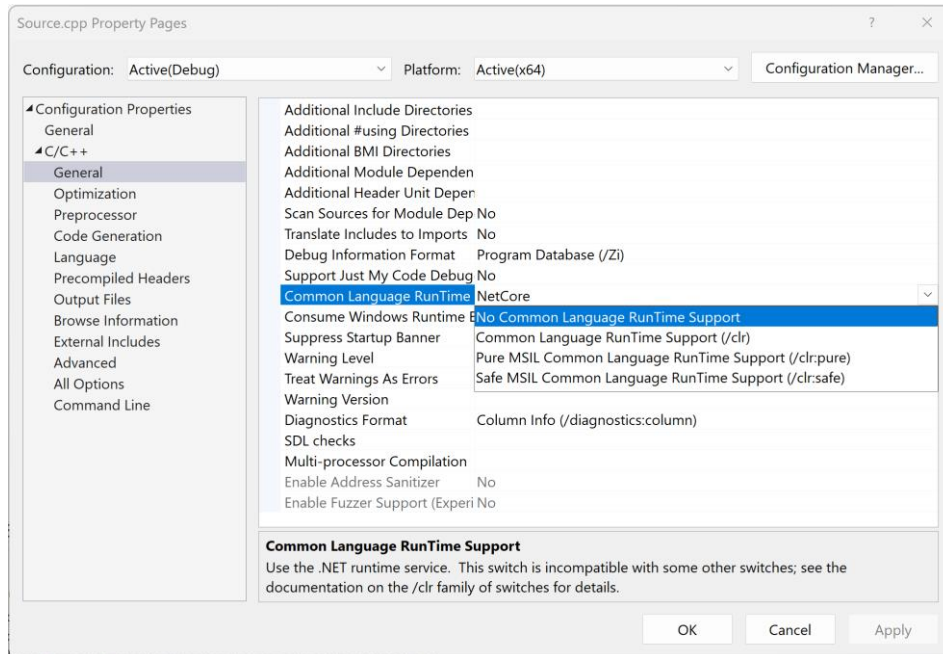 Source.cpp Property Pages ? ×
Configuration: Active(Debug) Platform: Active(x64) Configuration Manager...
Configuration Properties
General
C/C++
General
Optimization
Preprocessor
Code Generation
Language
Precompiled Headers
Output Files
Browse Information
External Includes
Advanced
All Options
Command Line
Additional Include Directories
Additional #using Directories
Additional BMI Directories
Additional Module Dependen
Additional Header Unit Depen
Scan Sources for Module Dep No
Translate Includes to Imports No
Debug Information Format Program Database (/Zi)
Support Just My Code Debug No
Common Language RunTime NetCore
Consume Windows Runtime E No Common Language RunTime Support
Suppress Startup Banner Common Language RunTime Support (/clr)
Warning Level Pure MSIL Common Language RunTime Support (/clr:pure)
Treat Warnings As Errors Safe MSIL Common Language RunTime Support (/clr:safe)
Warning Version
Diagnostics Format Column Info (/diagnostics:column)
SDL checks
Multi-processor Compilation
Enable Address Sanitizer No
Enable Fuzzer Support (Experi No
Common Language RunTime Support
Use the .NET runtime service. This switch is incompatible with some other switches; see the
documentation on the /clr family of switches for details.
OK Cancel Apply